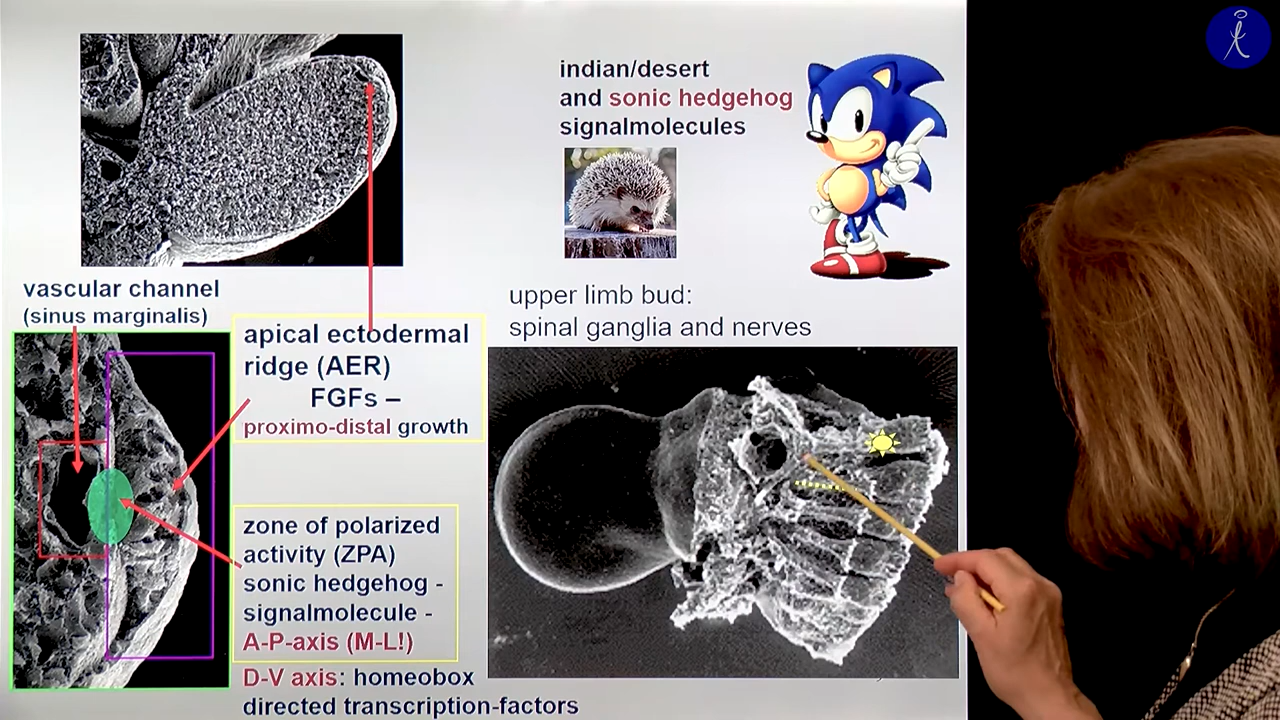 indian/desert
and sonic hedgehog
signalmolecules
vascular channel
(sinus marginalis)
apical ectodermal
ridge (AER)
FGFs –
proximo-distal growth
upper limb bud:
spinal ganglia and nerves
zone of polarized
activity (ZPA)
sonic hedgehog -
signalmolecule -
A-P-axis (M-L!)
D-V axis: homeobox
directed transcription-factors